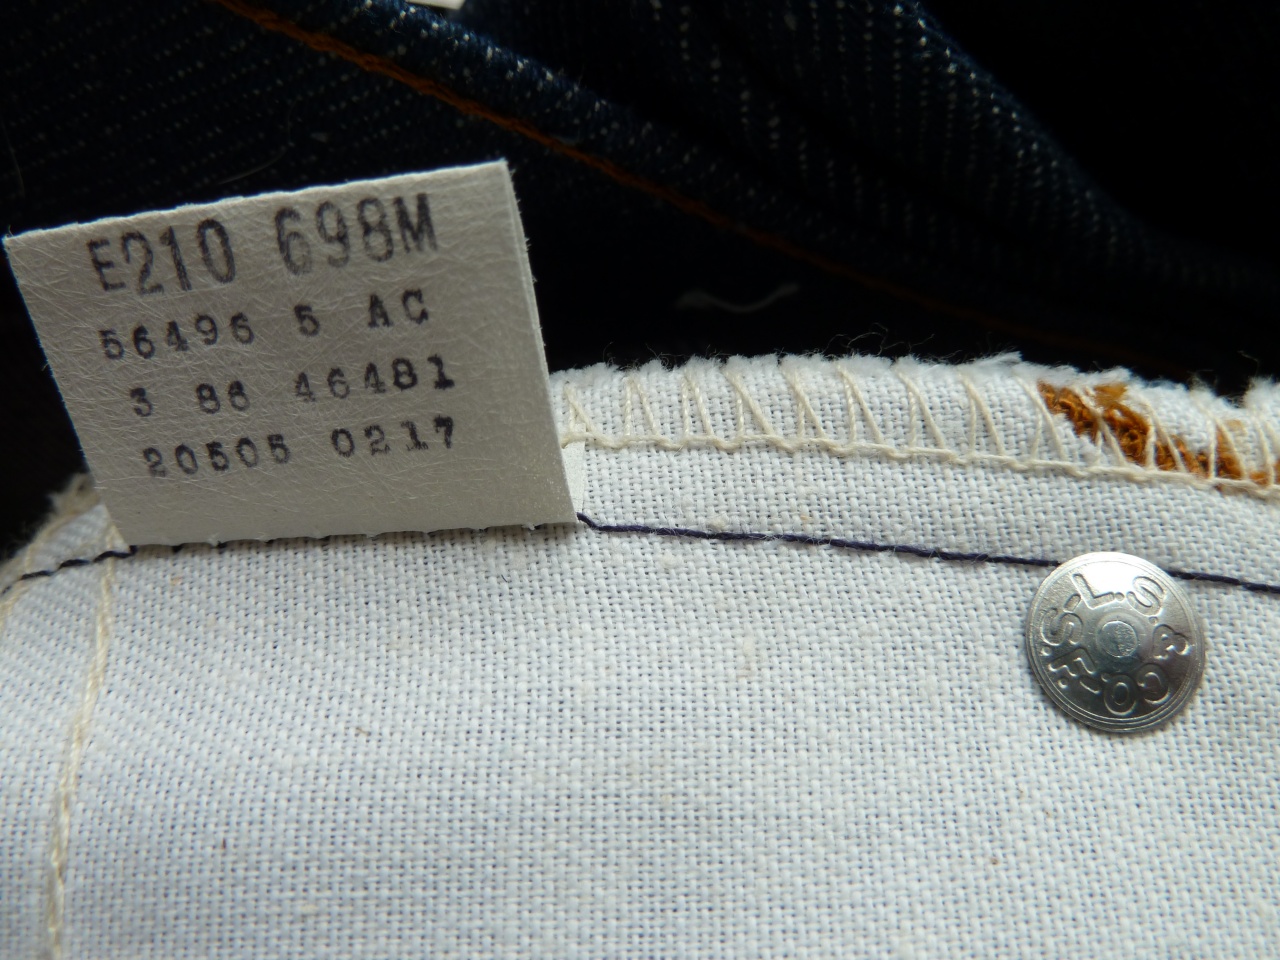 E210 698M
56496 5 AC
3 86 46481
20505 0217
L.S.&CO-S.F.-